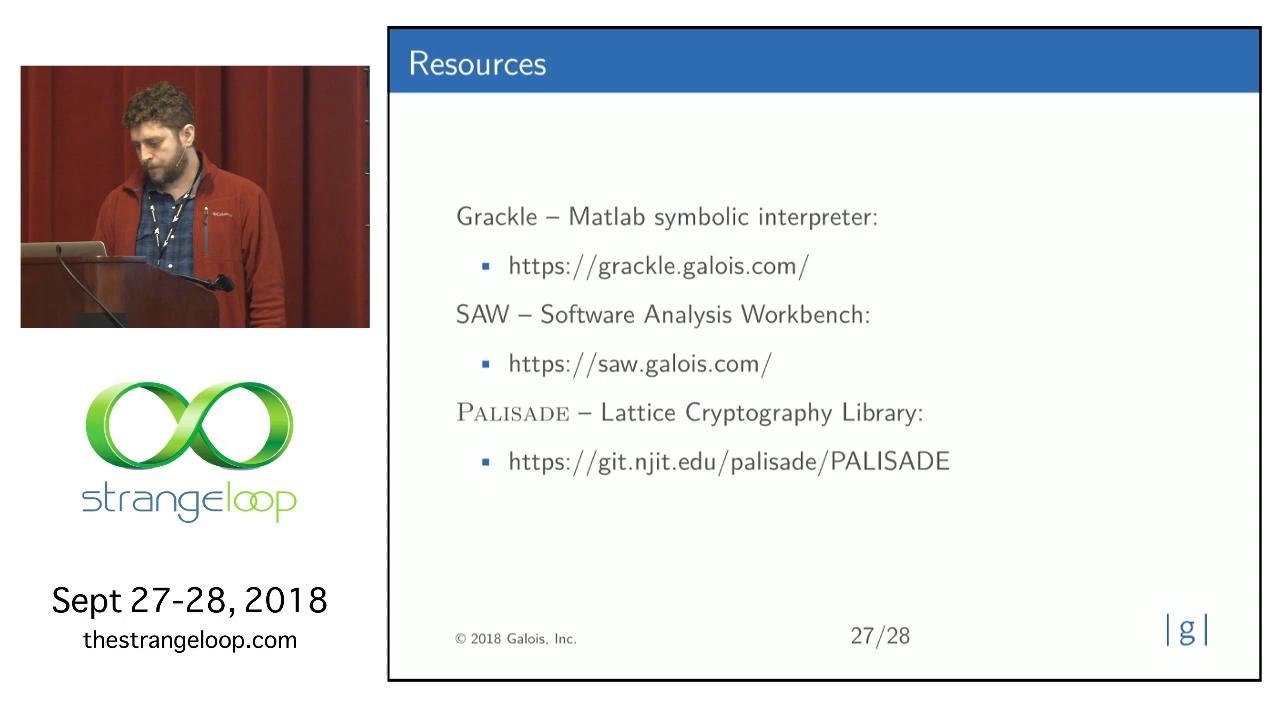 Resources
Grackle – Matlab symbolic interpreter:
▪ https://grackle.galois.com/
SAW – Software Analysis Workbench:
▪ https://saw.galois.com/
PALISADE – Lattice Cryptography Library:
▪ https://git.njit.edu/palisade/PALISADE
© 2018 Galois, Inc.
27/28
|g|
Columbia
strangeloop
Sept 27-28, 2018
thestrangeloop.com